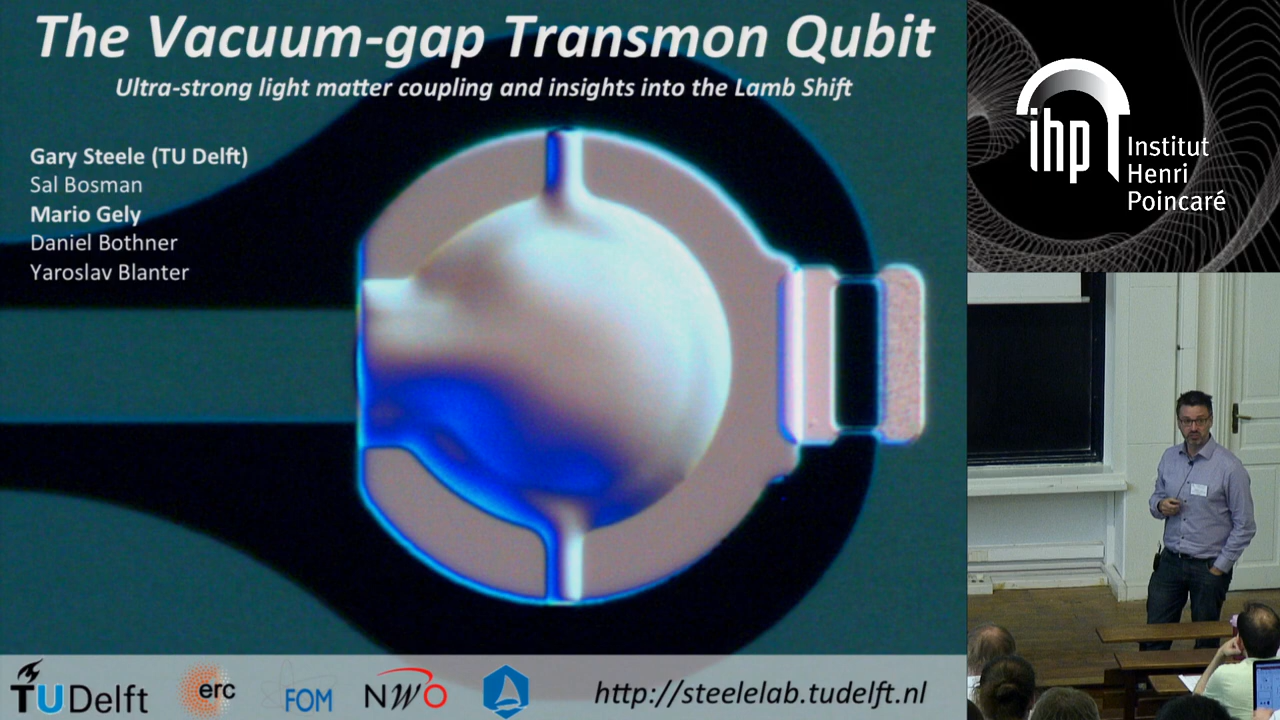 The Vacuum-gap Transmon Qubit
Ultra-strong light matter coupling and insights into the Lamb Shift
Gary Steele (TU Delft)
Sal Bosman
Mario Gely
Daniel Bothner
Yaroslav Blanter
TUDelft
erc
FOM
NWO
http://steelelab.tudelft.nl
ihp
Institut
Henri
Poincaré